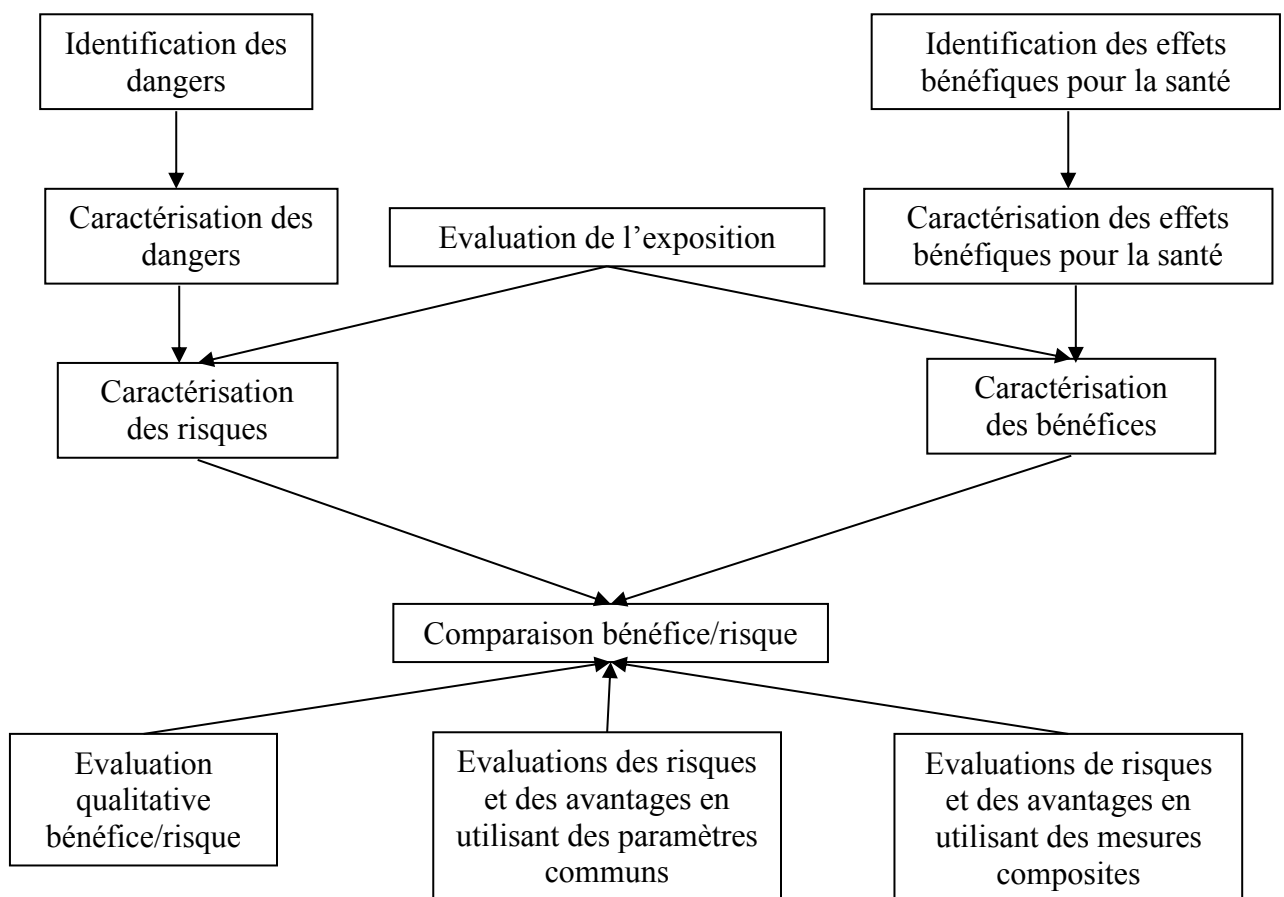 Identification des
dangers
Identification des effets
bénéfiques pour la santé
Caractérisation des
dangers
Evaluation de l’exposition
Caractérisation des effets
bénéfiques pour la santé
Caractérisation
des risques
Caractérisation
des bénéfices
Comparaison bénéfice/risque
Evaluation
qualitative
bénéfice/risque
Evaluations des risques
et des avantages en
utilisant des paramètres
communs
Evaluations de risques
et des avantages en
utilisant des mesures
composites